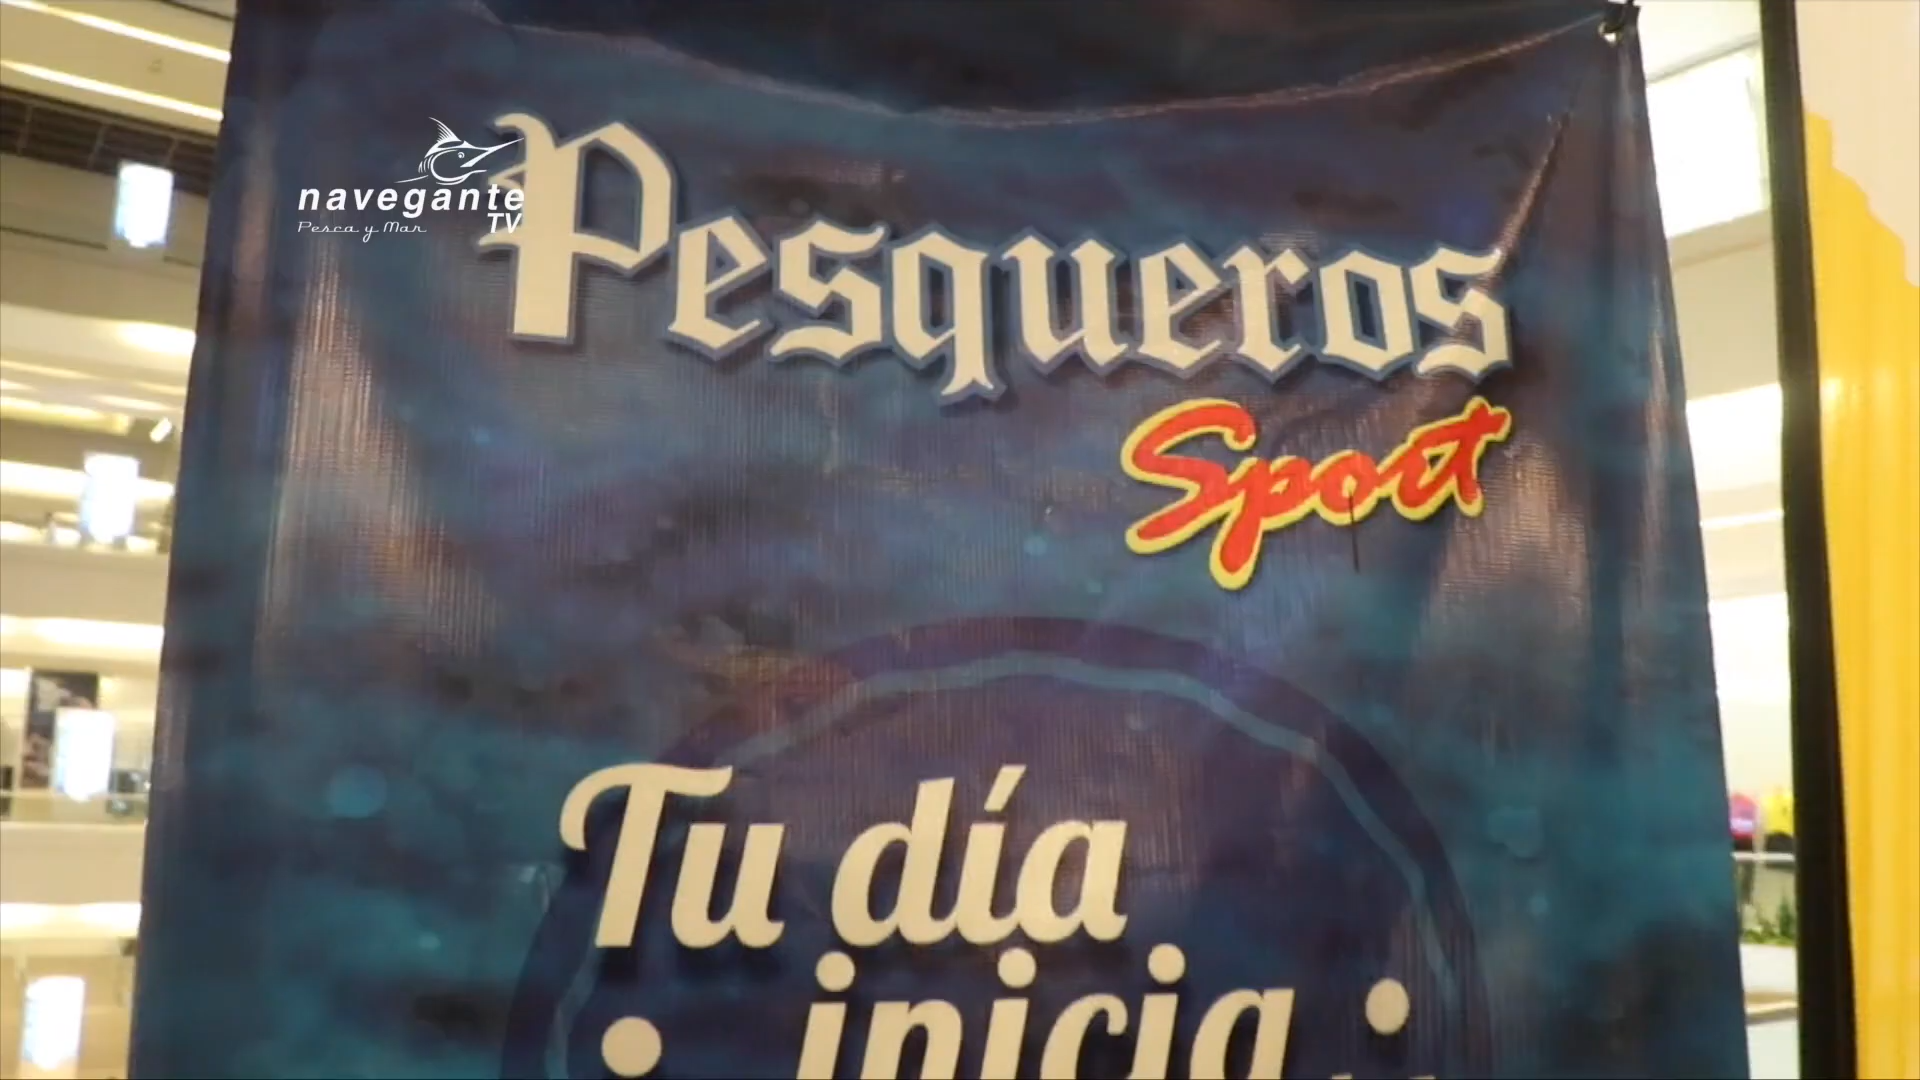 navegante
TV
Pesca y Mar
Pesqueros
Sport
Tu día
inicia